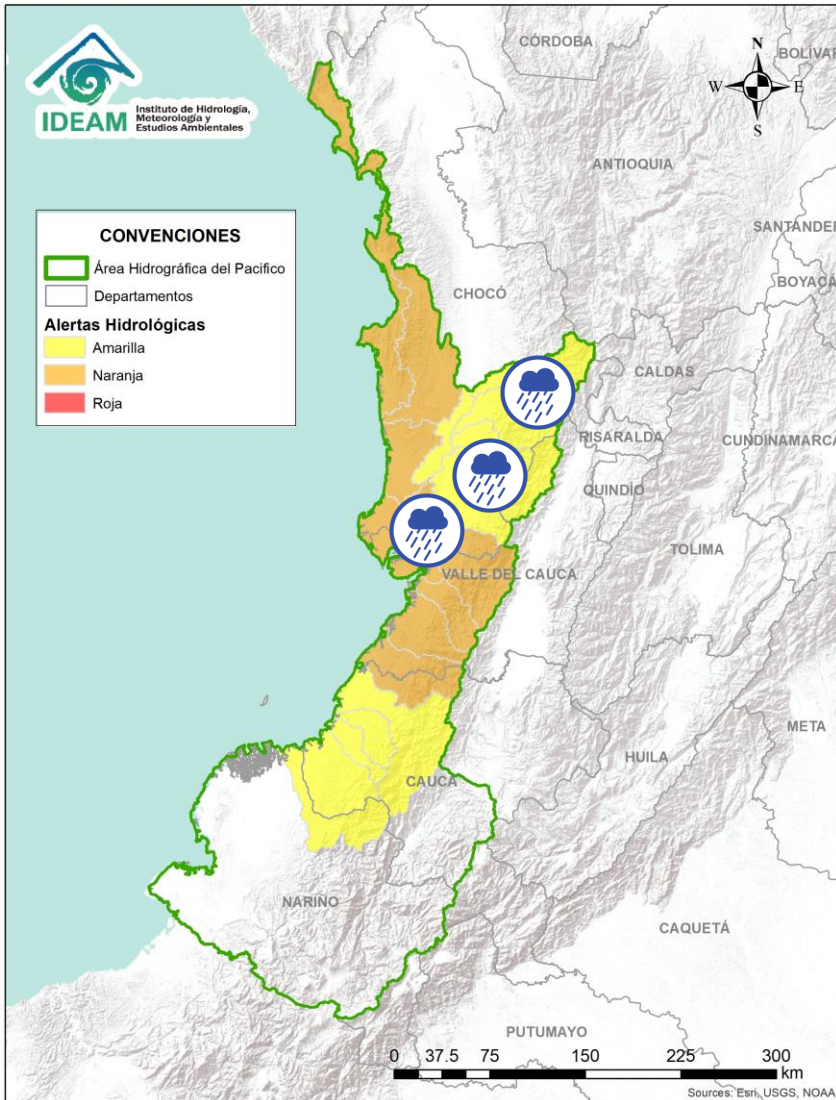 IDEAM
Instituto de Hidrología,
Meteorología y
Estudios Ambientales
CÓRDOBA
BOLÍVAR
N
W E
S
ANTIOQUIA
SANTANDER
CONVENCIONES
Área Hidrográfica del Pacifico
Departamentos
Alertas Hidrológicas
Amarilla
Naranja
Roja
BOYACÁ
CHOCÓ
CALDAS
RISARALDA
CUNDINAMARCA
QUINDÍO
TOLIMA
VALLE DEL CAUCA
META
HUILA
CAUCA
NARIÑO
CAQUETÁ
PUTUMAYO
0 37.5 75 150 225 300
km
Sources: Esri, USGS, NOAA